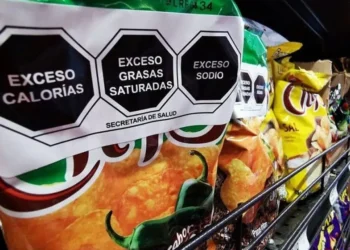 EXCESO
CALORÍAS
EXCESO
GRASAS
SATURADAS
EXCESO
SODIO
SECRETARÍA DE SALUD